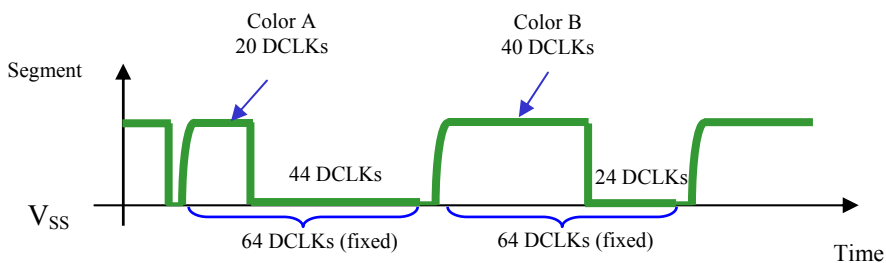 Color A
20 DCLKs
Color B
40 DCLKs
Segment
44 DCLKs
24 DCLKs
VSS
64 DCLKs (fixed)
64 DCLKs (fixed)
Time